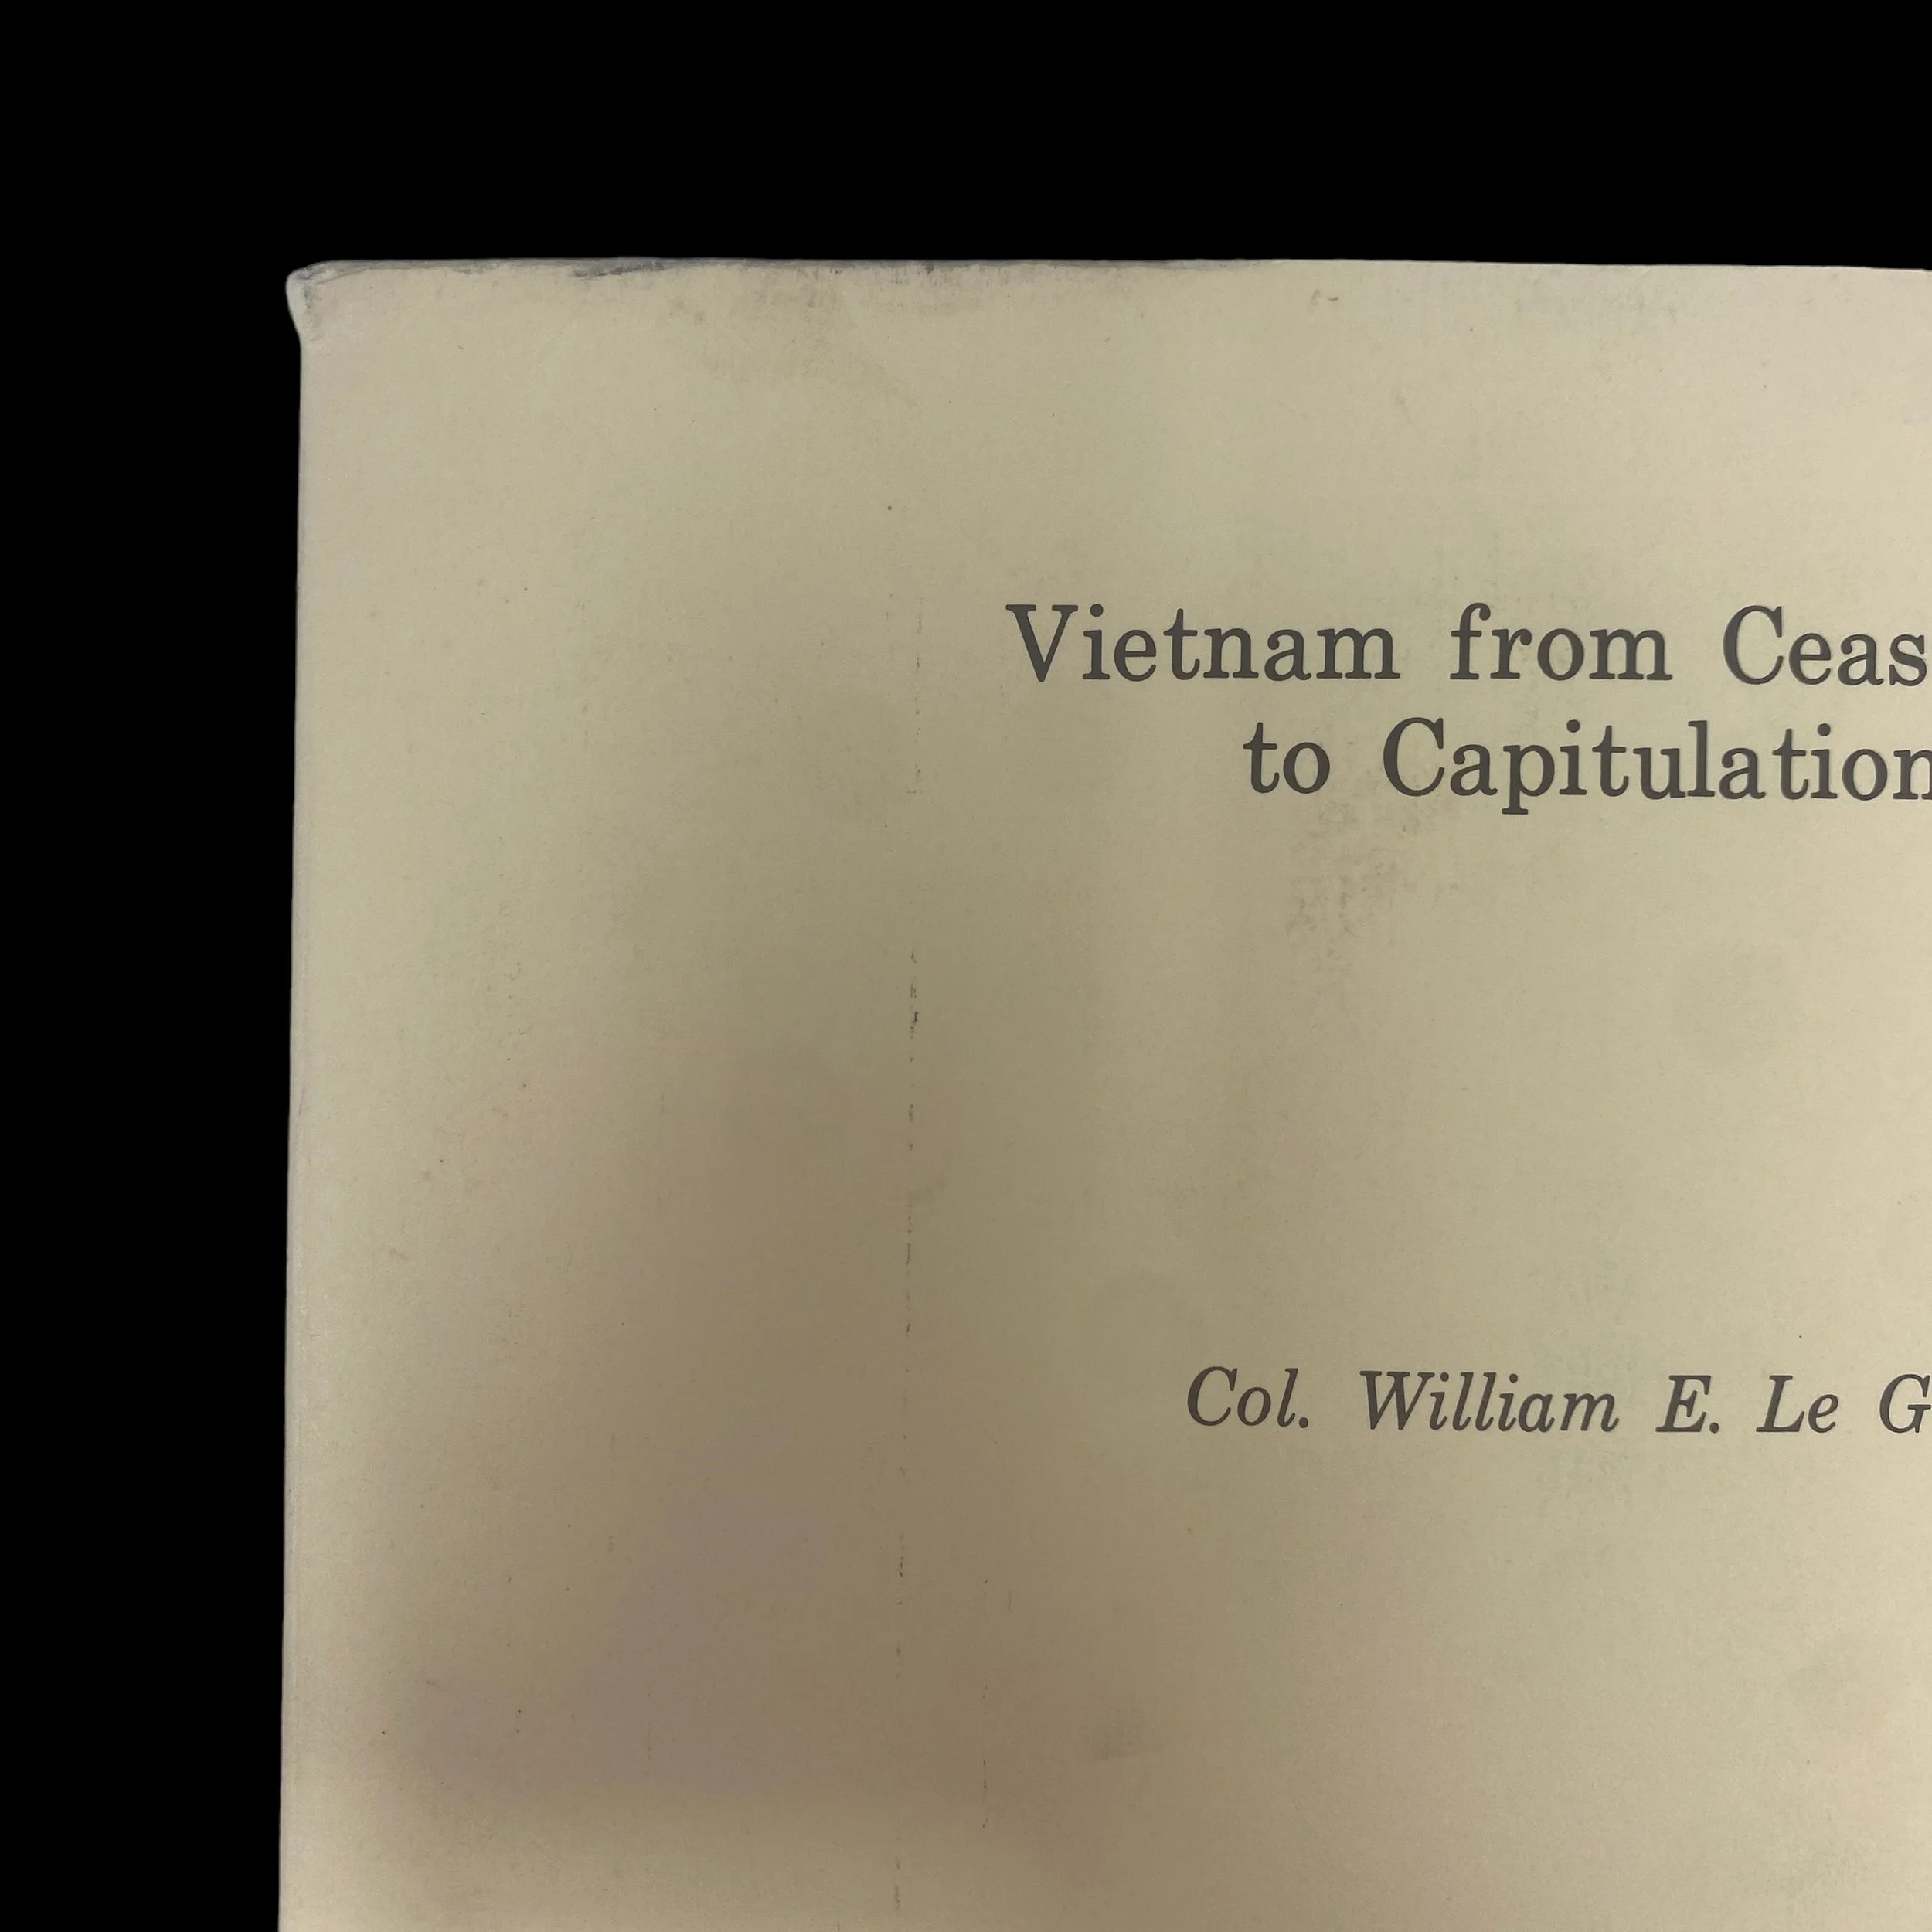 Vietnam from Ceas
to Capitulation
Col. William E. Le G